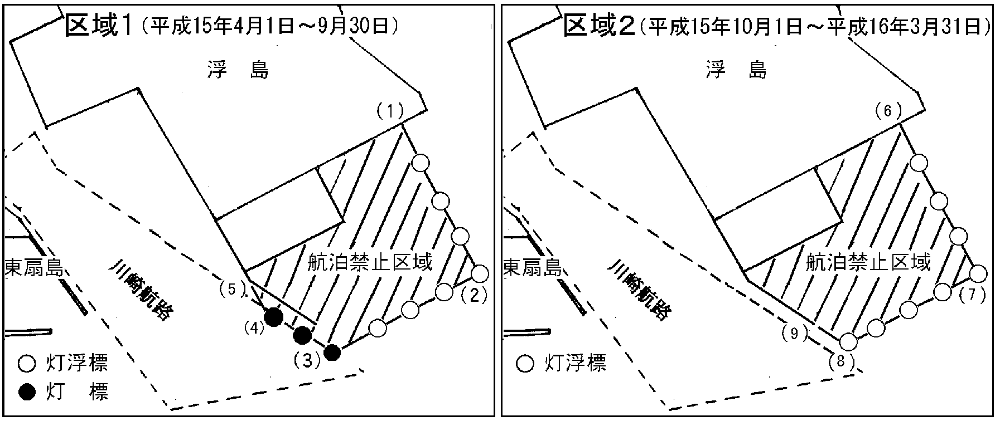 区域1(平成15年4月1日～9月30日)
浮　島
(1)
航泊禁止区域
東扇島
川崎航路
(5)
(2)
(4)
(3)
灯浮標
灯　標
区域2(平成15年10月1日～平成16年3月31日)
浮　島
(6)
航泊禁止区域
東扇島
川崎航路
(7)
(9)
(8)
灯浮標